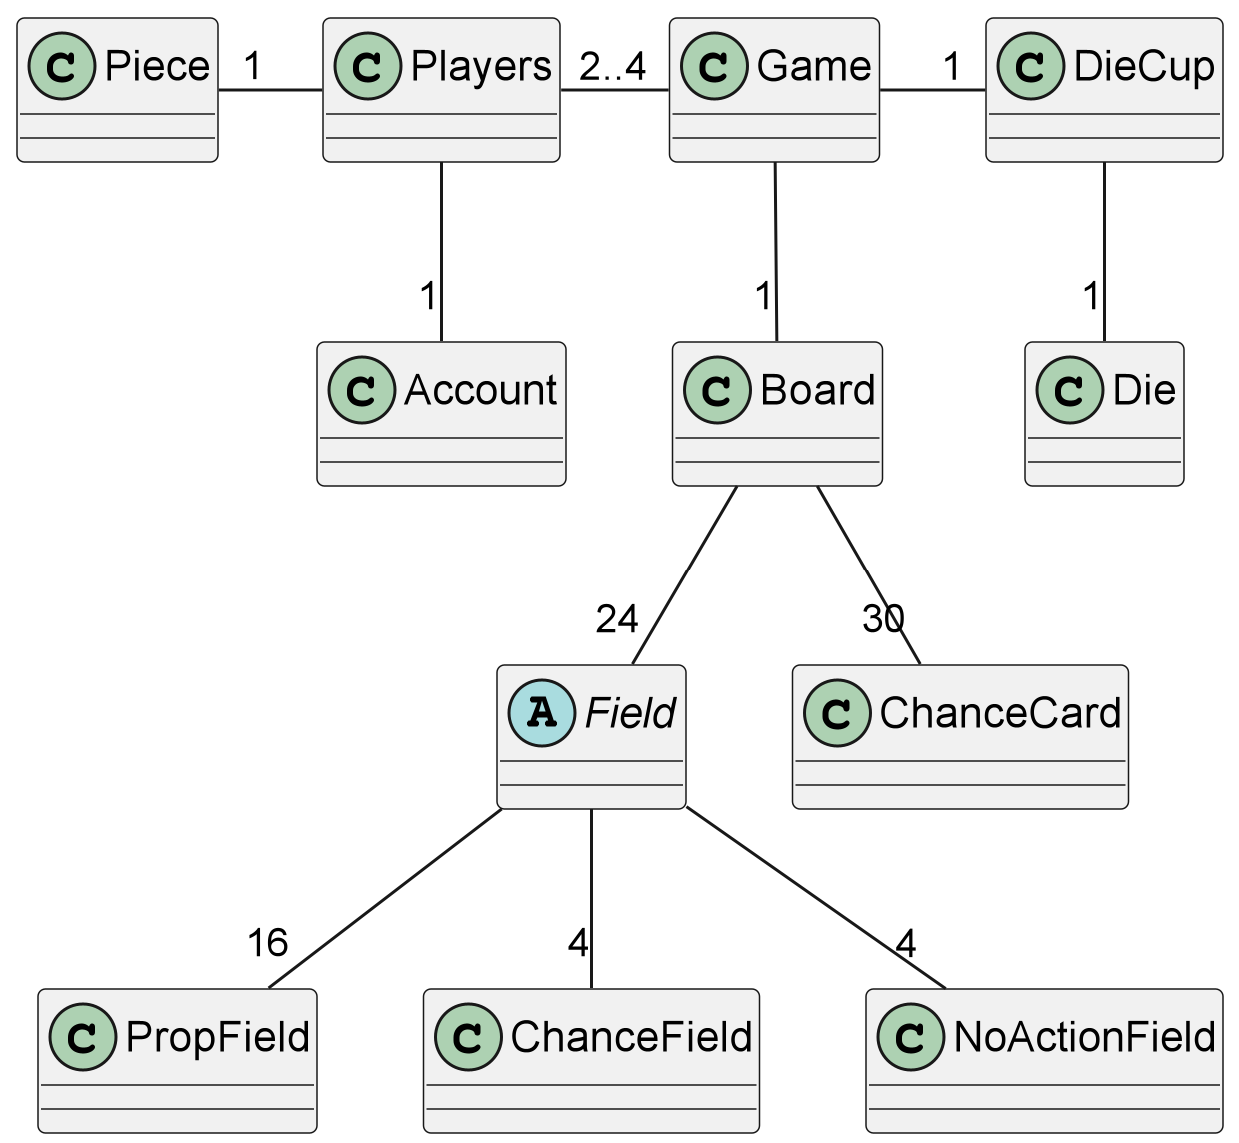 C Piece 1 C Players 2..4 C Game 1 C DieCup
1 1 1
C Account C Board C Die
24 30
A Field C ChanceCard
16 4 4
C PropField C ChanceField C NoActionField